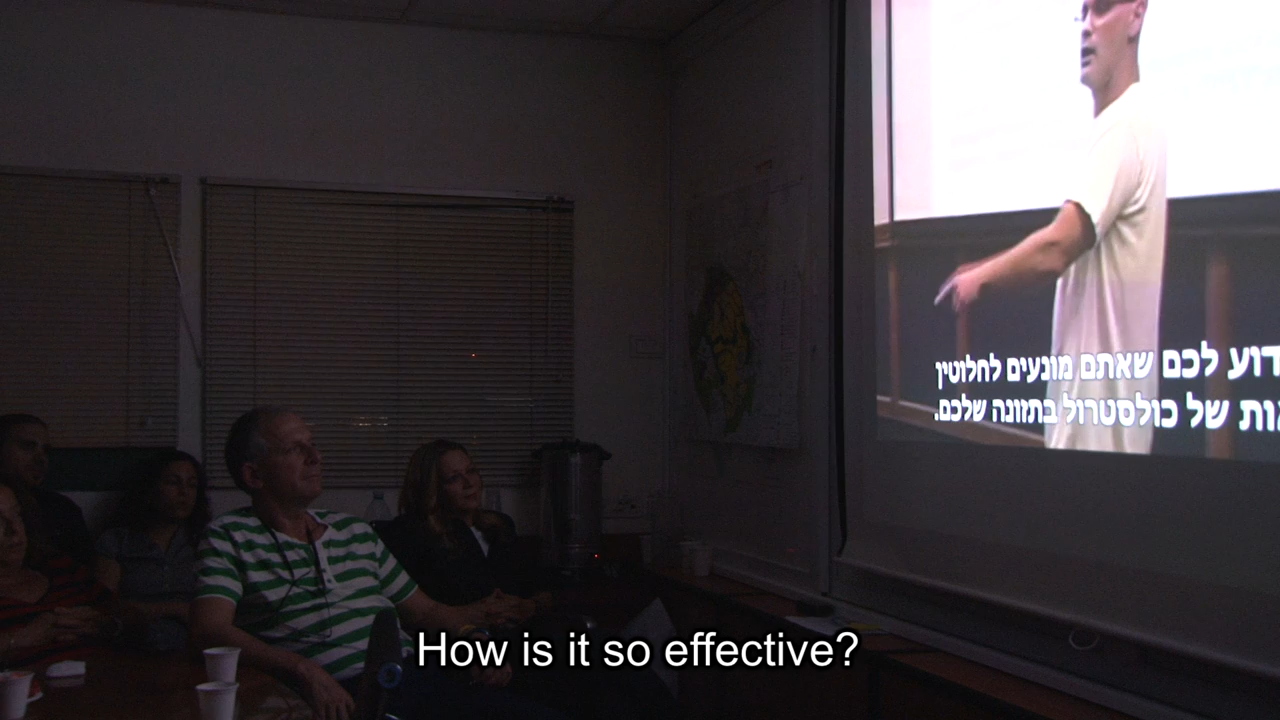 דוע לכם שאתם מונעים לחלוטין
ות של כולסטרול בתזונה שלכם.
How is it so effective?